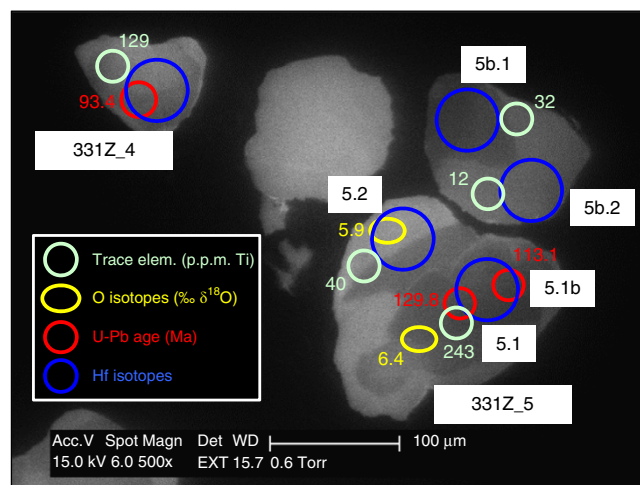 129
93.4
331Z_4
5b.1
32
12
5b.2
5.2
5.9
40
113.1
129.8
5.1b
5.1
243
6.4
331Z_5
Trace elem. (p.p.m. Ti)
O isotopes (‰ δ18O)
U-Pb age (Ma)
Hf isotopes
Acc.V Spot Magn Det WD
15.0 kV 6.0 500x EXT 15.7 0.6 Torr
100 μm